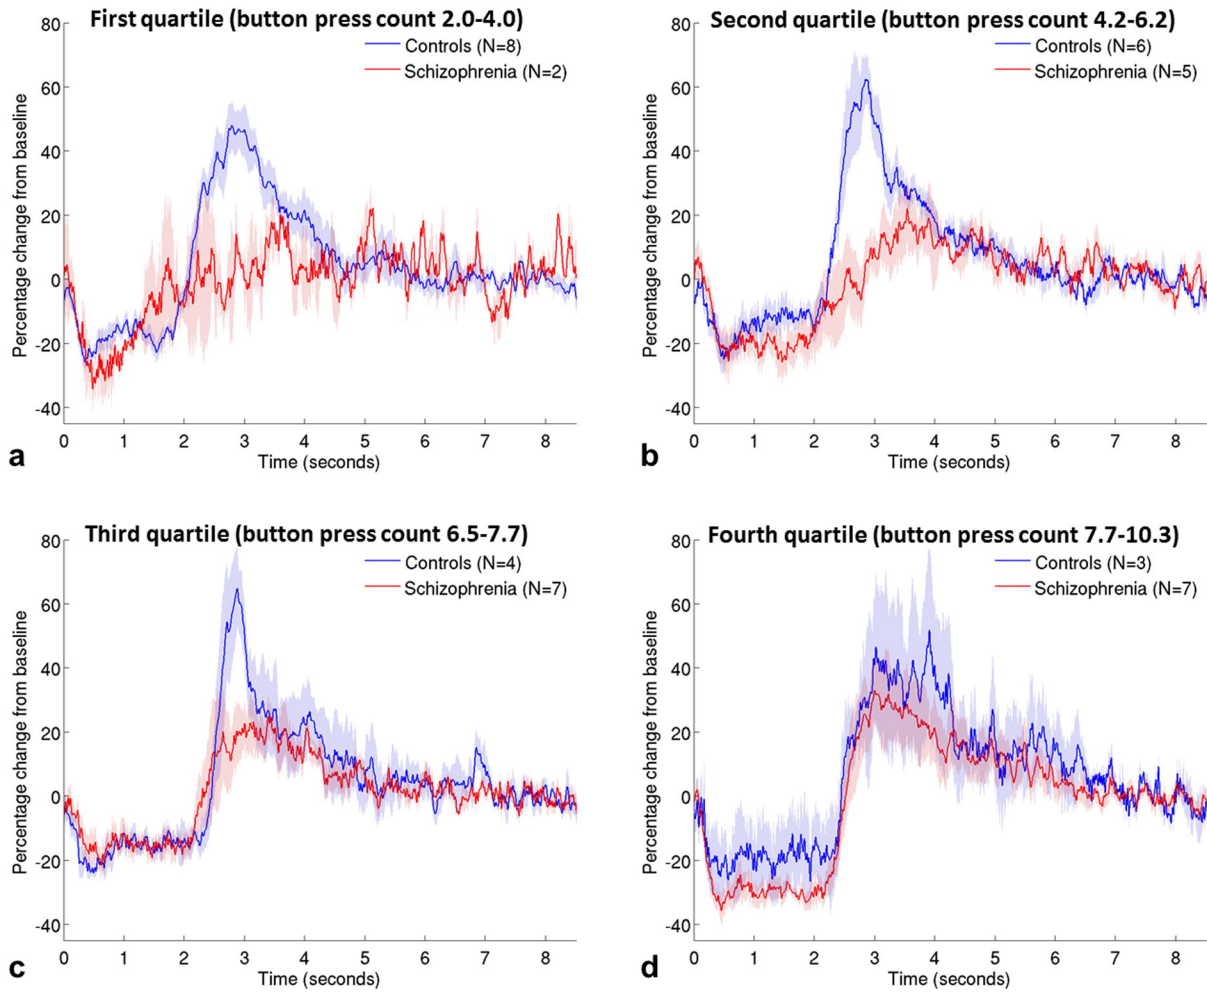 First quartile (button press count 2.0-4.0)
Controls (N=8)
Schizophrenia (N=2)
Percentage change from baseline
80
60
40
20
0
-20
-40
0 1 2 3 4 5 6 7 8
Time (seconds)
a
Second quartile (button press count 4.2-6.2)
Controls (N=6)
Schizophrenia (N=5)
Percentage change from baseline
80
60
40
20
0
-20
-40
0 1 2 3 4 5 6 7 8
Time (seconds)
b
Third quartile (button press count 6.5-7.7)
Controls (N=4)
Schizophrenia (N=7)
Percentage change from baseline
80
60
40
20
0
-20
-40
0 1 2 3 4 5 6 7 8
Time (seconds)
c
Fourth quartile (button press count 7.7-10.3)
Controls (N=3)
Schizophrenia (N=7)
Percentage change from baseline
80
60
40
20
0
-20
-40
0 1 2 3 4 5 6 7 8
Time (seconds)
d